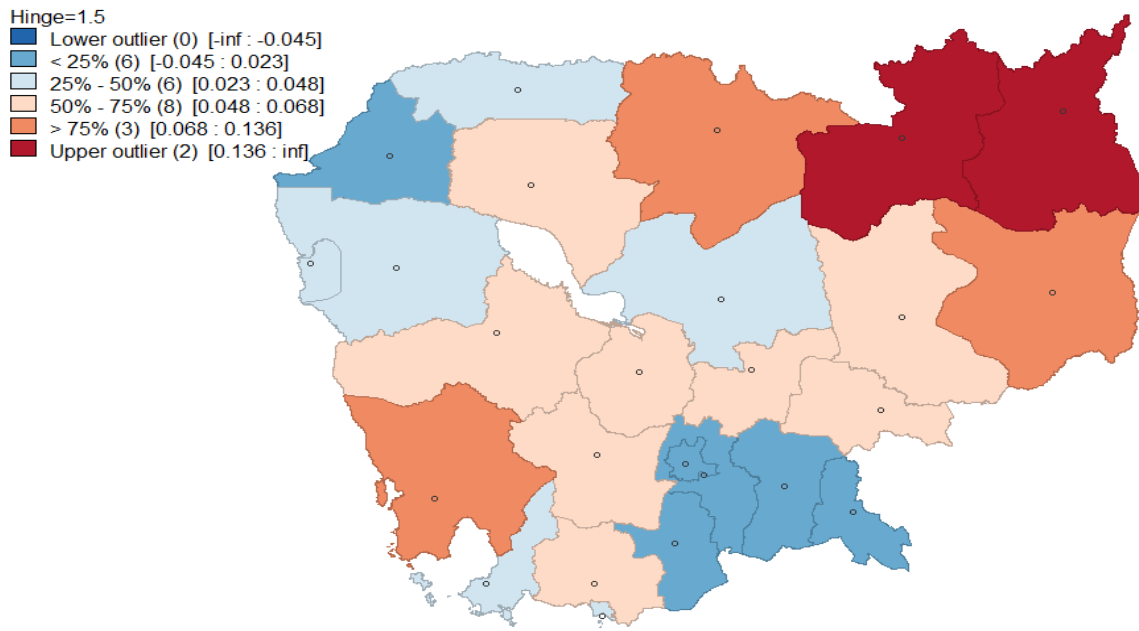 Hinge=1.5
Lower outlier (0) [-inf : -0.045]
< 25% (6) [-0.045 : 0.023]
25% - 50% (6) [0.023 : 0.048]
50% - 75% (8) [0.048 : 0.068]
> 75% (3) [0.068 : 0.136]
Upper outlier (2) [0.136 : inf]